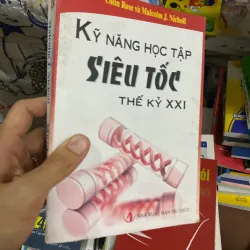 Colin Rose và Malcolm J. Nicholl
KỸ NĂNG HỌC TẬP
SIÊU TỐC
THẾ KỶ XXI